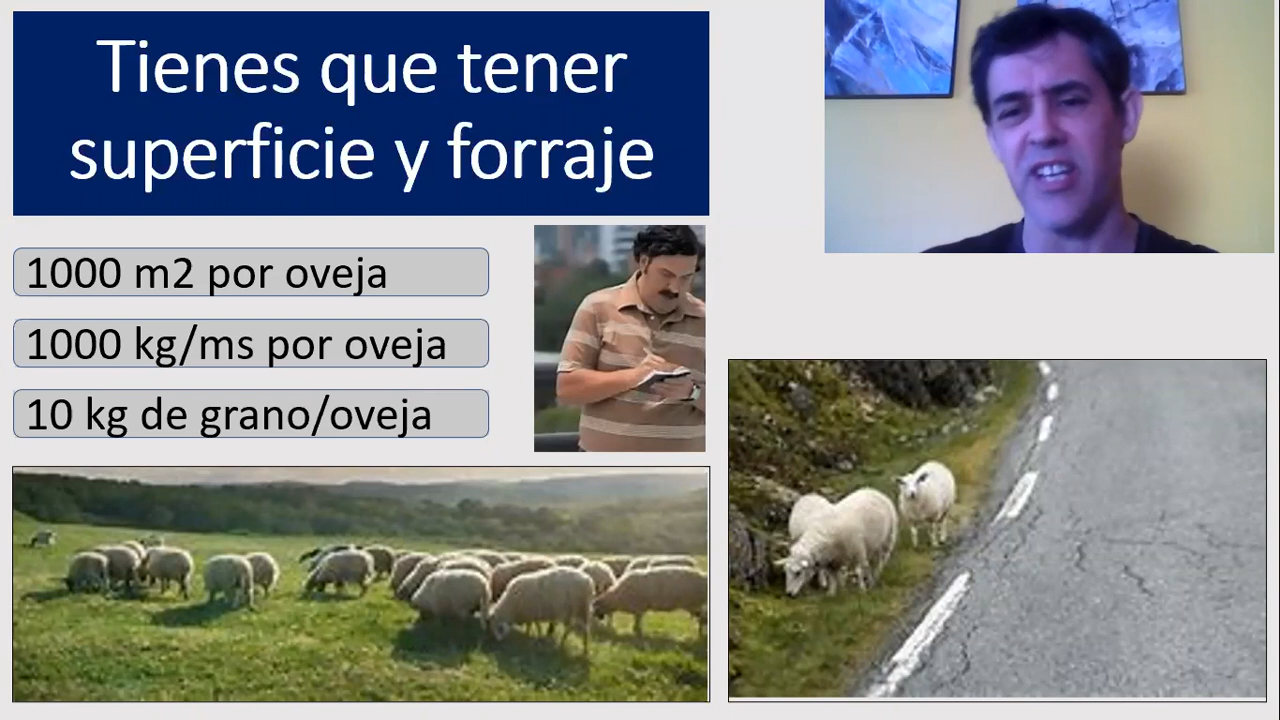 Tienes que tener
superficie y forraje
1000 m2 por oveja
1000 kg/ms por oveja
10 kg de grano/oveja